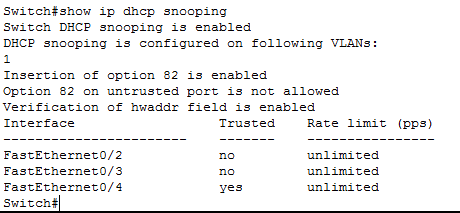 Switch#show ip dhcp snooping
Switch DHCP snooping is enabled
DHCP snooping is configured on following VLANs:
1
Insertion of option 82 is enabled
Option 82 on untrusted port is not allowed
Verification of hwaddr field is enabled
Interface Trusted Rate limit (pps)
----------------------- ------- ----------------
FastEthernet0/2 no unlimited
FastEthernet0/3 no unlimited
FastEthernet0/4 yes unlimited
Switch#